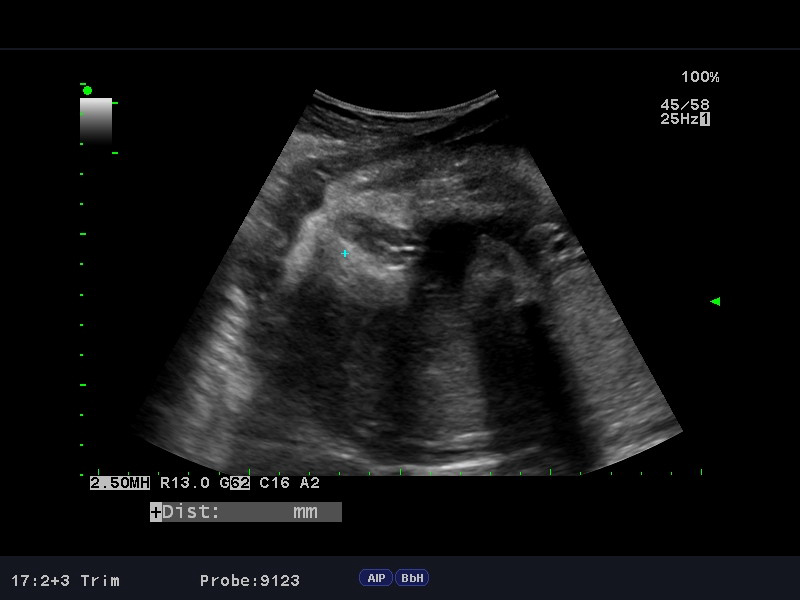 100%
45/58
25Hz1
2.50MH R13.0 G62 C16 A2
+Dist: mm
17:2+3 Trim Probe:9123 AIP BbH